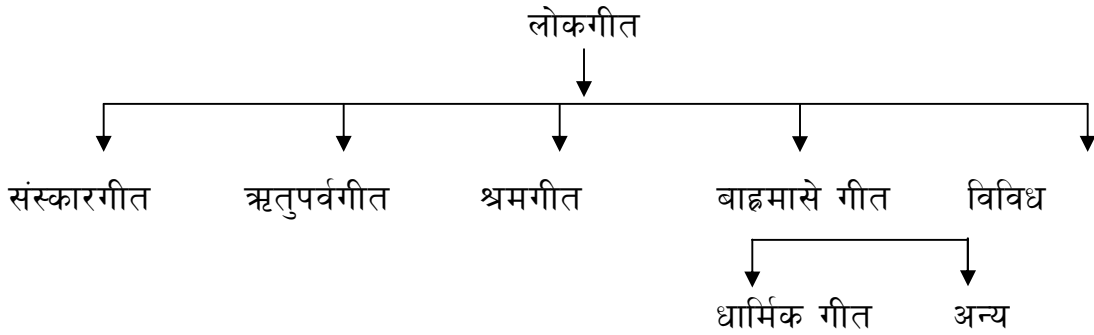 लोकगीत
संस्कारगीत ऋतुपर्वगीत श्रमगीत बाह्रमासे गीत विविध
धार्मिक गीत अन्य